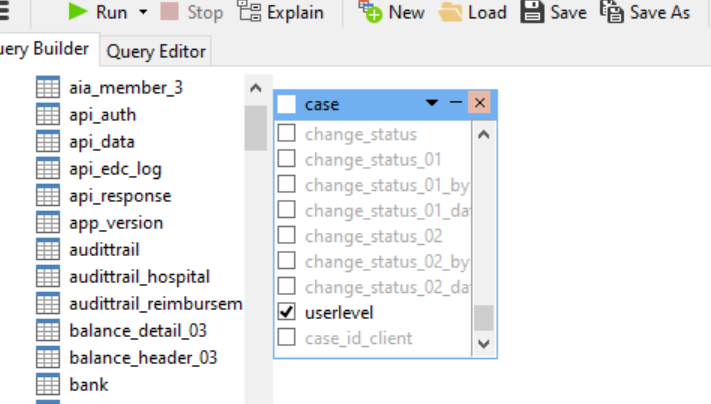 Run Stop Explain New Load Save Save As
uery Builder Query Editor
aia_member_3
api_auth
api_data
api_edc_log
api_response
app_version
audittrail
audittrail_hospital
audittrail_reimbursem
balance_detail_03
balance_header_03
bank
case
change_status
change_status_01
change_status_01_by
change_status_01_da
change_status_02
change_status_02_by
change_status_02_da
userlevel
case_id_client